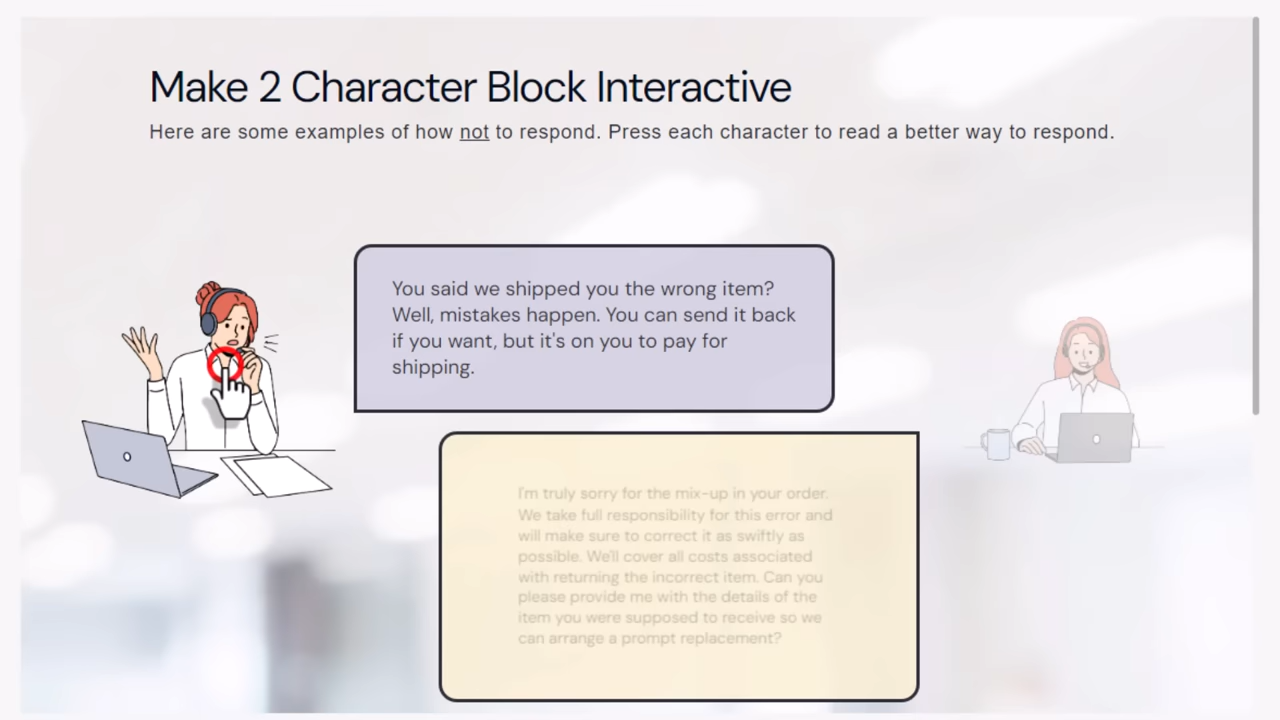 Make 2 Character Block Interactive
Here are some examples of how not to respond. Press each character to read a better way to respond.
You said we shipped you the wrong item?
Well, mistakes happen. You can send it back
if you want, but it's on you to pay for
shipping.
I'm truly sorry for the mix-up in your order.
We take full responsibility for this error and
will make sure to correct it as swiftly as
possible. We'll cover all costs associated
with returning the incorrect item. Can you
please provide me with the details of the
item you were supposed to receive so we
can arrange a prompt replacement?